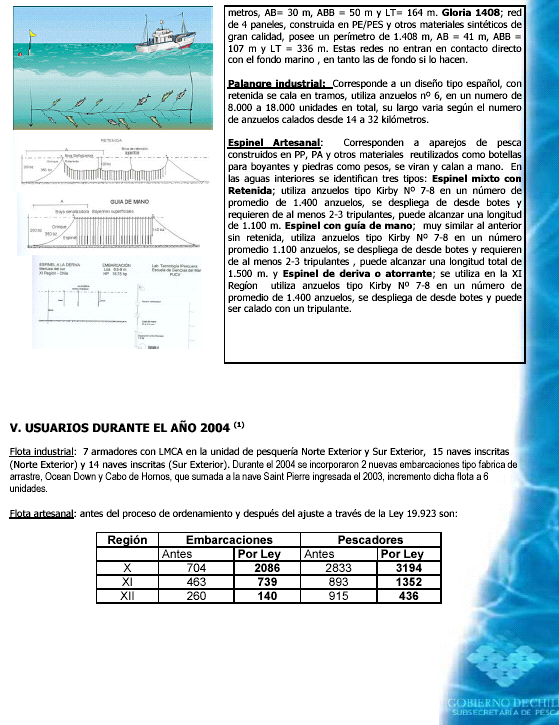 metros, AB= 30 m, ABB = 50 m y LT= 164 m. Gloria 1408; red
de 4 paneles, construida en PE/PES y otros materiales sintéticos de
gran calidad, posee un perímetro de 1.408 m, AB = 41 m, ABB =
107 m y LT = 336 m. Estas redes no entran en contacto directo
con el fondo marino , en tanto las de fondo si lo hacen.
Palangre industrial: Corresponde a un diseño tipo español, con
retenida se cala en tramos, utiliza anzuelos nº 6, en un numero de
8.000 a 18.000 unidades en total, su largo varia según el numero
de anzuelos calados desde 14 a 32 kilómetros.
Espinel Artesanal: Corresponden a aparejos de pesca
construidos en PP, PA y otros materiales reutilizados como botellas
para boyantes y piedras como pesos, se viran y calan a mano. En
las aguas interiores se identifican tres tipos: Espinel mixto con
Retenida; utiliza anzuelos tipo Kirby Nº 7-8 en un número de
promedio de 1.400 anzuelos, se despliega de desde botes y
requieren de al menos 2-3 tripulantes, puede alcanzar una longitud
de 1.100 m. Espinel con guía de mano; muy similar al anterior
sin retenida, utiliza anzuelos tipo Kirby Nº 7-8 en un número
promedio 1.100 anzuelos, se despliega de desde botes y requieren
de al menos 2-3 tripulantes , puede alcanzar una longitud total de
1.500 m. y Espinel de deriva o atorrante; se utiliza en la XI
Región utiliza anzuelos tipo Kirby Nº 7-8 en un número de
promedio de 1.400 anzuelos, se despliega de desde botes y puede
ser calado con un tripulante.
RETENIDA
GUIA DE MANO
Orinque
Espinel
ESPINEL A LA DERIVA
EMBARCACIÓN
XI Región - Chile
Escuela de Ciencias del Mar
V. USUARIOS DURANTE EL AÑO 2004 (1)
Flota industrial: 7 armadores con LMCA en la unidad de pesquería Norte Exterior y Sur Exterior, 15 naves inscritas
(Norte Exterior) y 14 naves inscritas (Sur Exterior). Durante el 2004 se incorporaron 2 nuevas embarcaciones tipo fabrica de
arrastre, Ocean Down y Cabo de Hornos, que sumada a la nave Saint Pierre ingresada el 2003, incremento dicha flota a 6
unidades.
Flota artesanal: antes del proceso de ordenamiento y después del ajuste a través de la Ley 19.923 son:
Región Embarcaciones Pescadores
Antes Por Ley Antes Por Ley
X 704 2086 2833 3194
XI 463 739 893 1352
XII 260 140 915 436
GOBIERNO DE CHILE
SUBSECRETARÍA DE PESCA